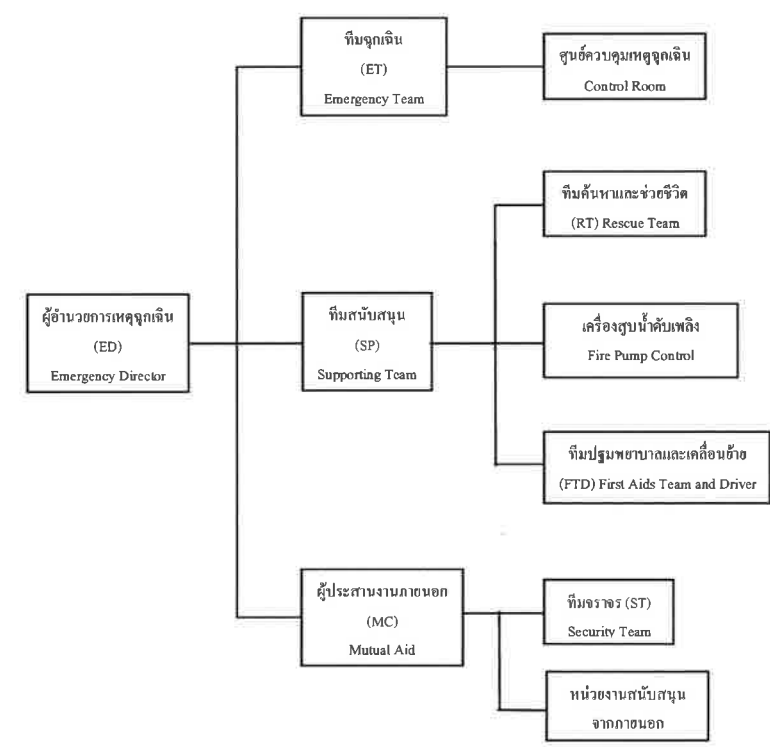 ทีมฉุกเฉิน
(ET)
Emergency Team
ศูนย์ควบคุมเหตุฉุกเฉิน
Control Room
ทีมค้นหาและช่วยชีวิต
(RT) Rescue Team
ผู้อำนวยการเหตุฉุกเฉิน
(ED)
Emergency Director
ทีมสนับสนุน
(SP)
Supporting Team
เครื่องสูบน้ำดับเพลิง
Fire Pump Control
ทีมปฐมพยาบาลและเคลื่อนย้าย
(FTD) First Aids Team and Driver
ผู้ประสานงานภายนอก
(MC)
Mutual Aid
ทีมจราจร (ST)
Security Team
หน่วยงานสนับสนุน
จากภายนอก